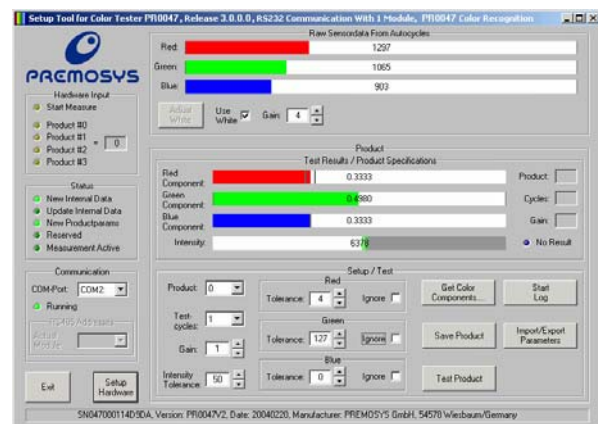 Setup Tool for Color Tester PR0047, Release 3.0.0.0, RS232 Communication With 1 Module, PR0047 Color Recognition
PREMOSYS
Hardware Input
Start Measure
Product #0
Product #1
Product #2
Product #3
= 0
Status
New Internal Data
Update Internal Data
New Productparams
Reserved
Measurement Active
Communication
COM-Port: COM2
Running
RS485 Addresses
Actual Module:
Exit
Setup Hardware
Raw Sensordata From Autocycles
Red: 1297
Green: 1065
Blue: 903
Adjust White
Use White
Gain: 4
Product
Test Results / Product Specifications
Red Component: 0.3333
Green Component: 0.4980
Blue Component: 0.3333
Intensity: 6378
Product:
Cycles:
Gain:
No Result
Setup / Test
Product: 0
Test-cycles: 1
Gain: 1
Intensity Tolerance: 50
Red
Tolerance: 4 Ignore
Green
Tolerance: 127 Ignore
Blue
Tolerance: 0 Ignore
Get Color Components...
Start Log
Save Product
Import/Export Parameters
Test Product
SN047000114D9DA, Version: PR0047V2, Date: 20040220, Manufacturer: PREMOSYS GmbH, 54578 Wiesbaum/Germany